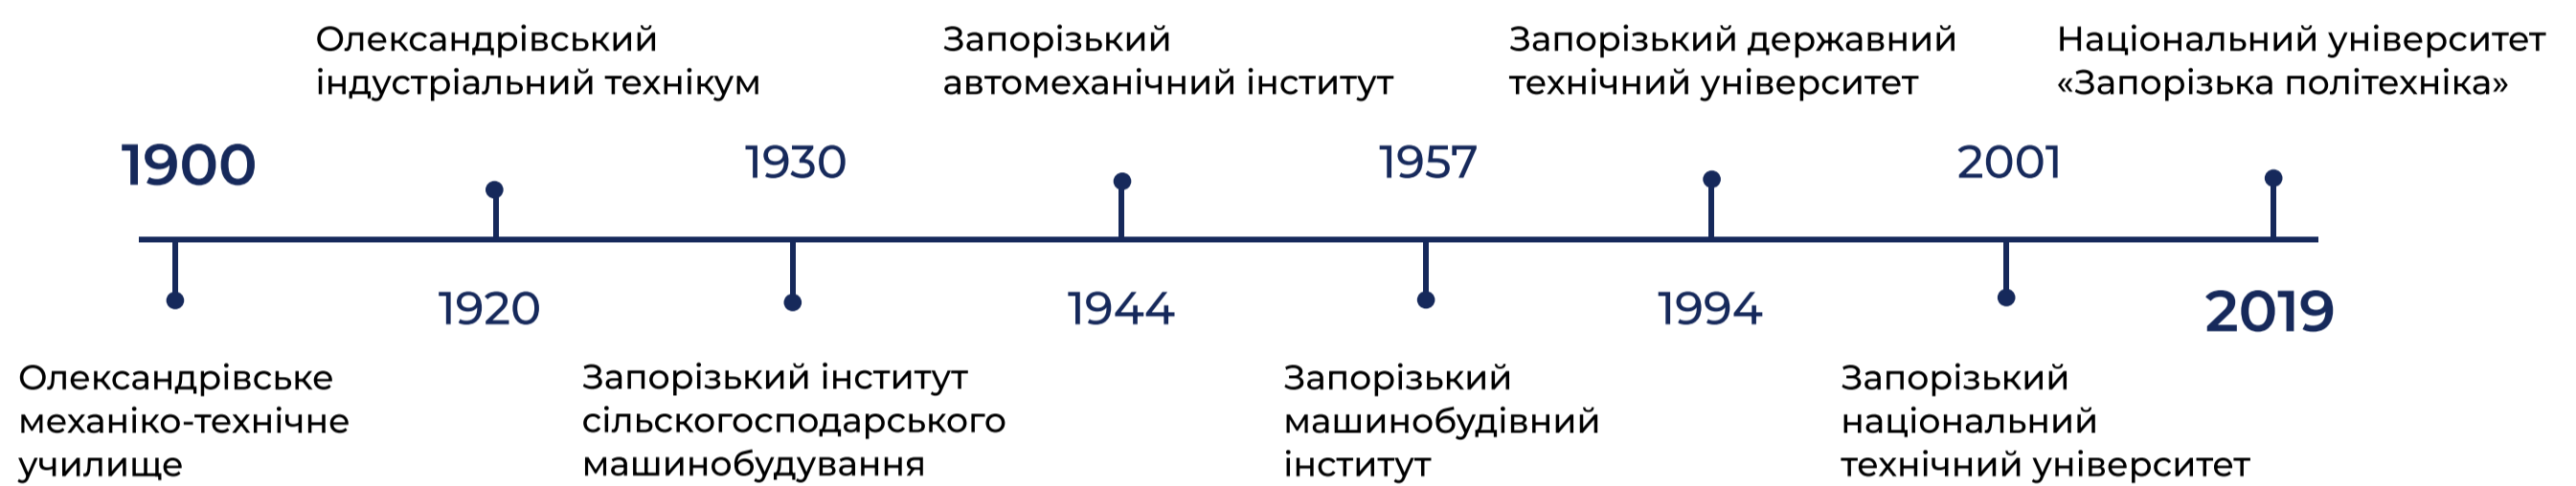 Олександрівський
індустріальний технікум
Запорізький
автомеханічний інститут
Запорізький державний
технічний університет
Національний університет
«Запорізька політехніка»
1900
1930
1957
2001
1920
1944
1994
2019
Олександрівське
механіко-технічне
училище
Запорізький інститут
сільскогосподарського
машинобудування
Запорізький
машинобудівний
інститут
Запорізький
національний
технічний університет